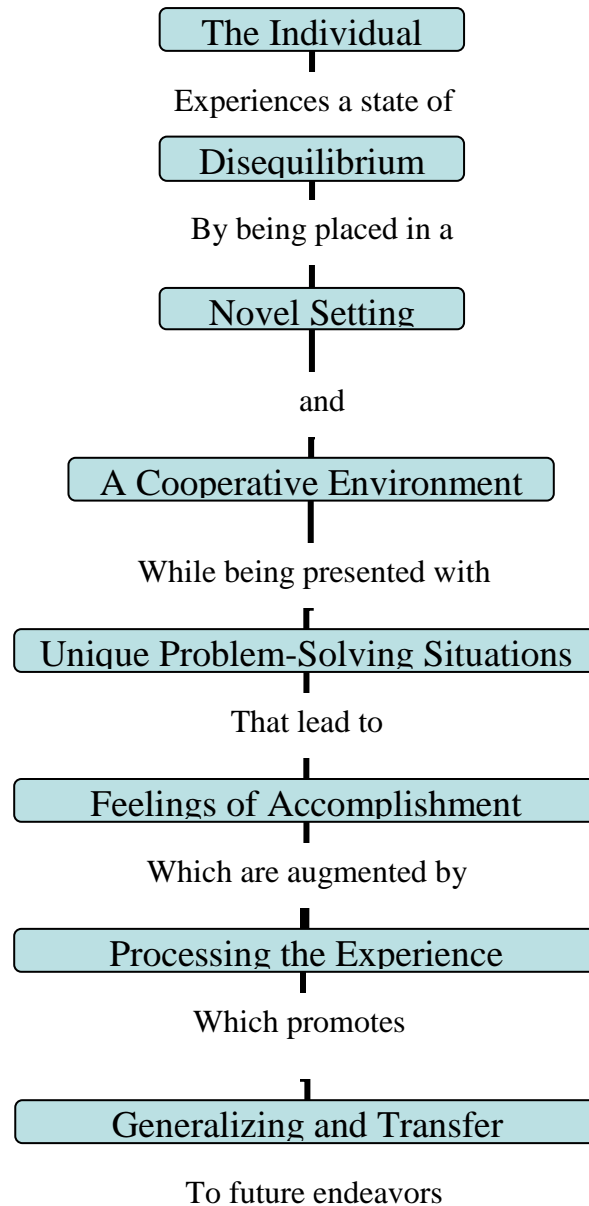 The Individual
Experiences a state of
Disequilibrium
By being placed in a
Novel Setting
and
A Cooperative Environment
While being presented with
Unique Problem-Solving Situations
That lead to
Feelings of Accomplishment
Which are augmented by
Processing the Experience
Which promotes
Generalizing and Transfer
To future endeavors